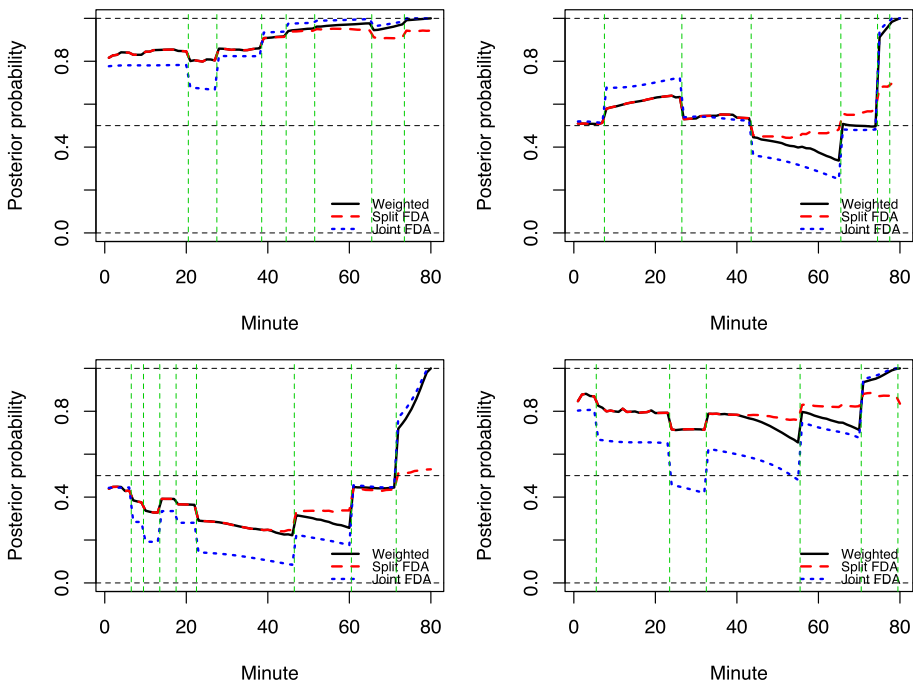 Posterior probability
0.8
0.4
0.0
Weighted
Split FDA
Joint FDA
0 20 40 60 80
Minute
Posterior probability
0.8
0.4
0.0
Weighted
Split FDA
Joint FDA
0 20 40 60 80
Minute
Posterior probability
0.8
0.4
0.0
Weighted
Split FDA
Joint FDA
0 20 40 60 80
Minute
Posterior probability
0.8
0.4
0.0
Weighted
Split FDA
Joint FDA
0 20 40 60 80
Minute